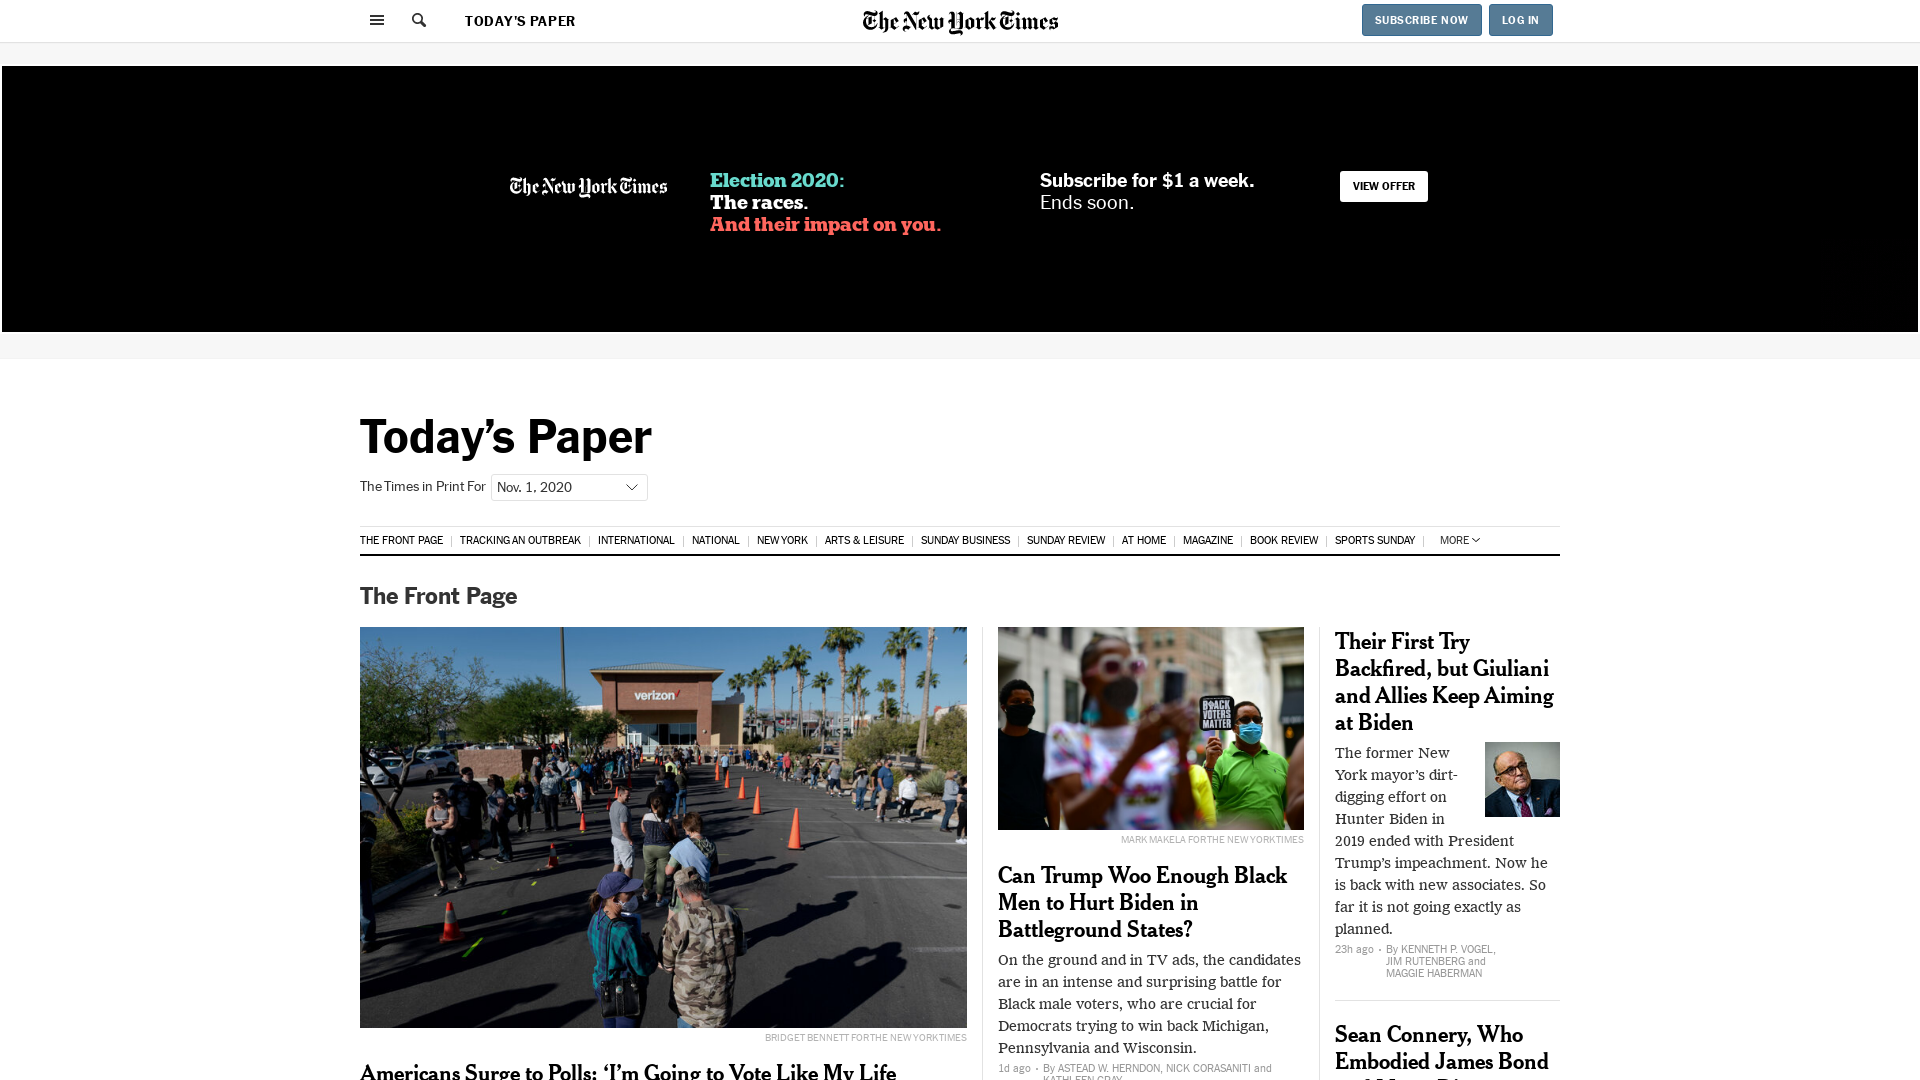 TODAY'S PAPER
The New York Times
SUBSCRIBE NOW
LOG IN
The New York Times
Election 2020:
The races.
And their impact on you.
Subscribe for $1 a week.
Ends soon.
VIEW OFFER
Today’s Paper
The Times in Print For
Nov. 1, 2020
THE FRONT PAGE
TRACKING AN OUTBREAK
INTERNATIONAL
NATIONAL
NEW YORK
ARTS & LEISURE
SUNDAY BUSINESS
SUNDAY REVIEW
AT HOME
MAGAZINE
BOOK REVIEW
SPORTS SUNDAY
MORE
The Front Page
verizon
BRIDGET BENNETT FOR THE NEW YORK TIMES
Americans Surge to Polls: ‘I’m Going to Vote Like My Life
BLACK
VOTERS
MATTER
MARK MAKELA FOR THE NEW YORK TIMES
Can Trump Woo Enough Black
Men to Hurt Biden in
Battleground States?
On the ground and in TV ads, the candidates
are in an intense and surprising battle for
Black male voters, who are crucial for
Democrats trying to win back Michigan,
Pennsylvania and Wisconsin.
1d ago • By ASTEAD W. HERNDON, NICK CORASANITI and
KATHLEEN GRAY
Their First Try
Backfired, but Giuliani
and Allies Keep Aiming
at Biden
The former New
York mayor’s dirt-
digging effort on
Hunter Biden in
2019 ended with President
Trump’s impeachment. Now he
is back with new associates. So
far it is not going exactly as
planned.
23h ago • By KENNETH P. VOGEL,
JIM RUTENBERG and
MAGGIE HABERMAN
Sean Connery, Who
Embodied James Bond